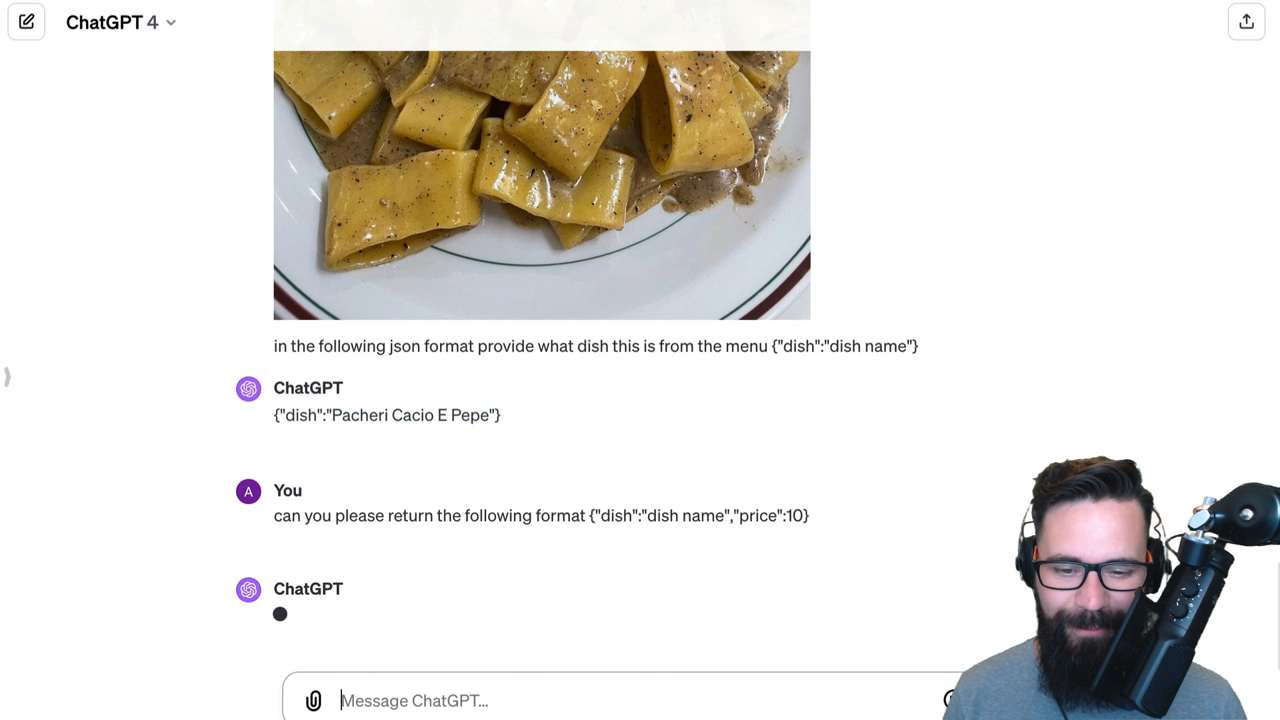 ChatGPT 4
in the following json format provide what dish this is from the menu {"dish":"dish name"}
ChatGPT
{"dish":"Pacheri Cacio E Pepe"}
A
You
can you please return the following format {"dish":"dish name","price":10}
ChatGPT
Message ChatGPT...